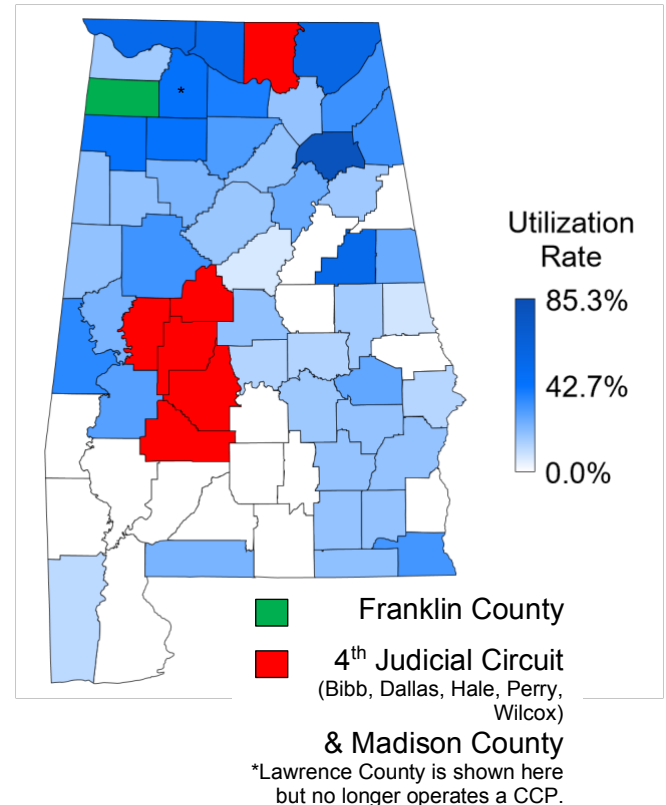 *
Utilization
Rate
85.3%
42.7%
0.0%
Franklin County
4th Judicial Circuit
(Bibb, Dallas, Hale, Perry,
Wilcox)
& Madison County
*Lawrence County is shown here
but no longer operates a CCP.